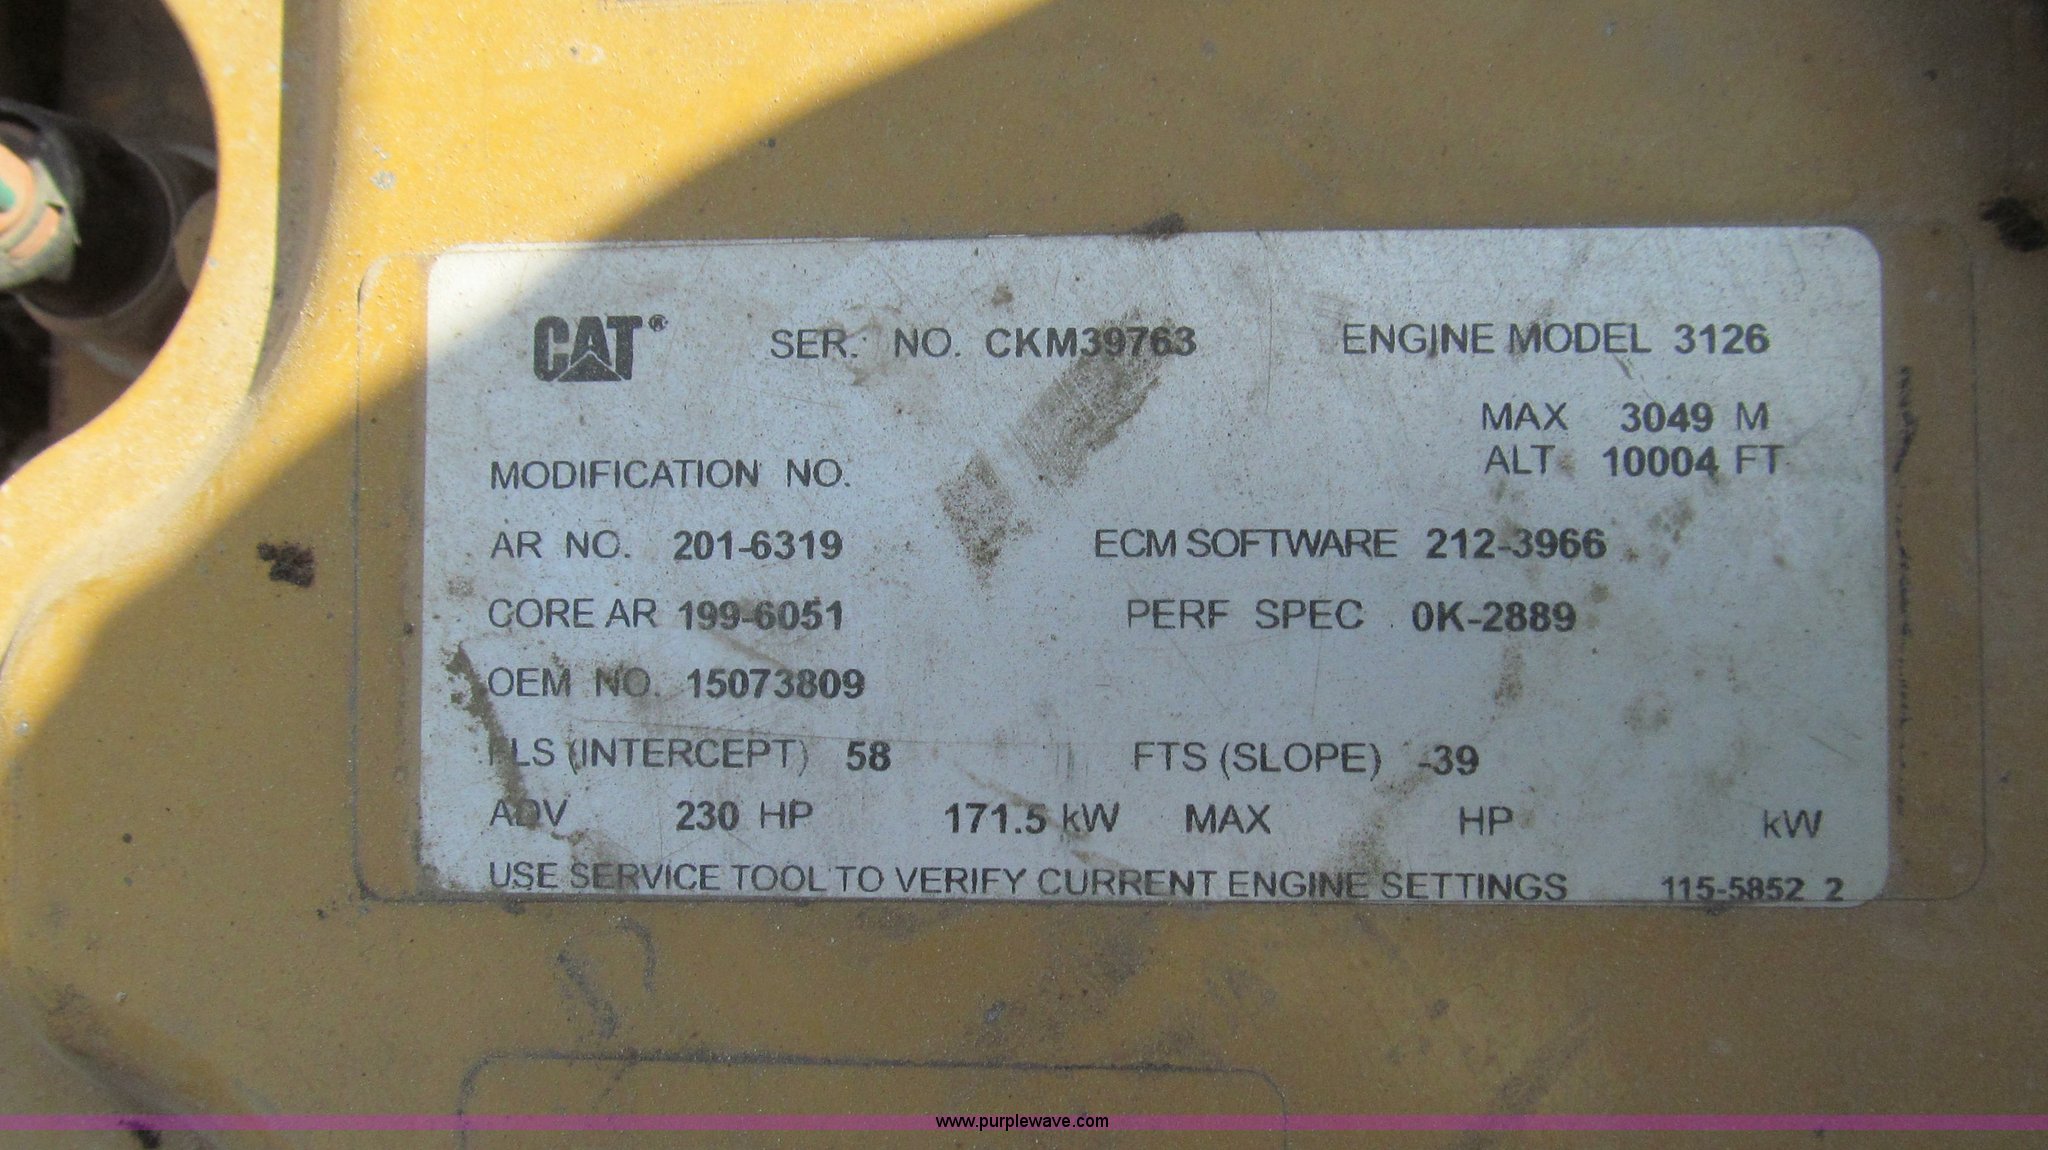 CAT® SER. NO. CKM39763 ENGINE MODEL 3126
MAX 3049 M
ALT 10004 FT
MODIFICATION NO.
AR NO. 201-6319 ECM SOFTWARE 212-3966
CORE AR 199-6051 PERF SPEC 0K-2889
OEM NO. 15073809
FLS (INTERCEPT) 58 FTS (SLOPE) -39
ADV 230 HP 171.5 kW MAX HP kW
USE SERVICE TOOL TO VERIFY CURRENT ENGINE SETTINGS 115-5852 2
www.purplewave.com